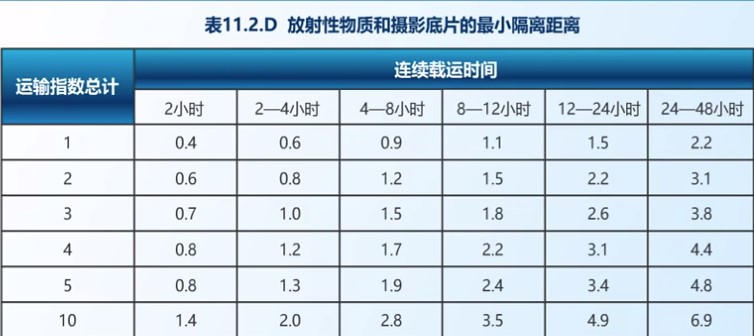 表11.2.D 放射性物质和摄影底片的最小隔离距离
运输指数总计 连续载运时间
2小时 2—4小时 4—8小时 8—12小时 12—24小时 24—48小时
1 0.4 0.6 0.9 1.1 1.5 2.2
2 0.6 0.8 1.2 1.5 2.2 3.1
3 0.7 1.0 1.5 1.8 2.6 3.8
4 0.8 1.2 1.7 2.2 3.1 4.4
5 0.8 1.3 1.9 2.4 3.4 4.8
10 1.4 2.0 2.8 3.5 4.9 6.9